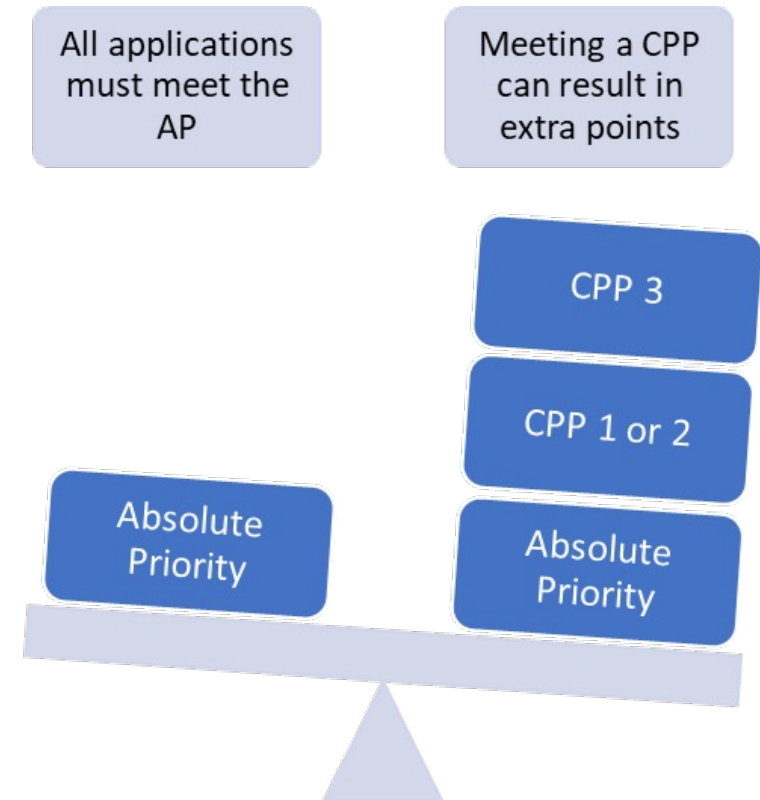 All applications
must meet the
AP
Meeting a CPP
can result in
extra points
CPP 3
CPP 1 or 2
Absolute
Priority
Absolute
Priority